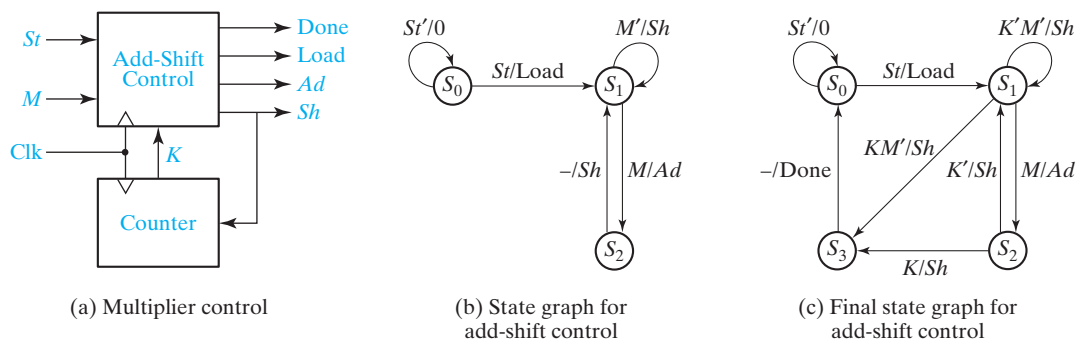 St
M
Clk
Add-Shift
Control
Done
Load
Ad
Sh
K
Counter
(a) Multiplier control
St'/0
S0
St/Load
M'/Sh
S1
–/Sh
M/Ad
S2
(b) State graph for
add-shift control
St'/0
S0
St/Load
K'M'/Sh
S1
KM'/Sh
–/Done
K'/Sh
M/Ad
S3
K/Sh
S2
(c) Final state graph for
add-shift control